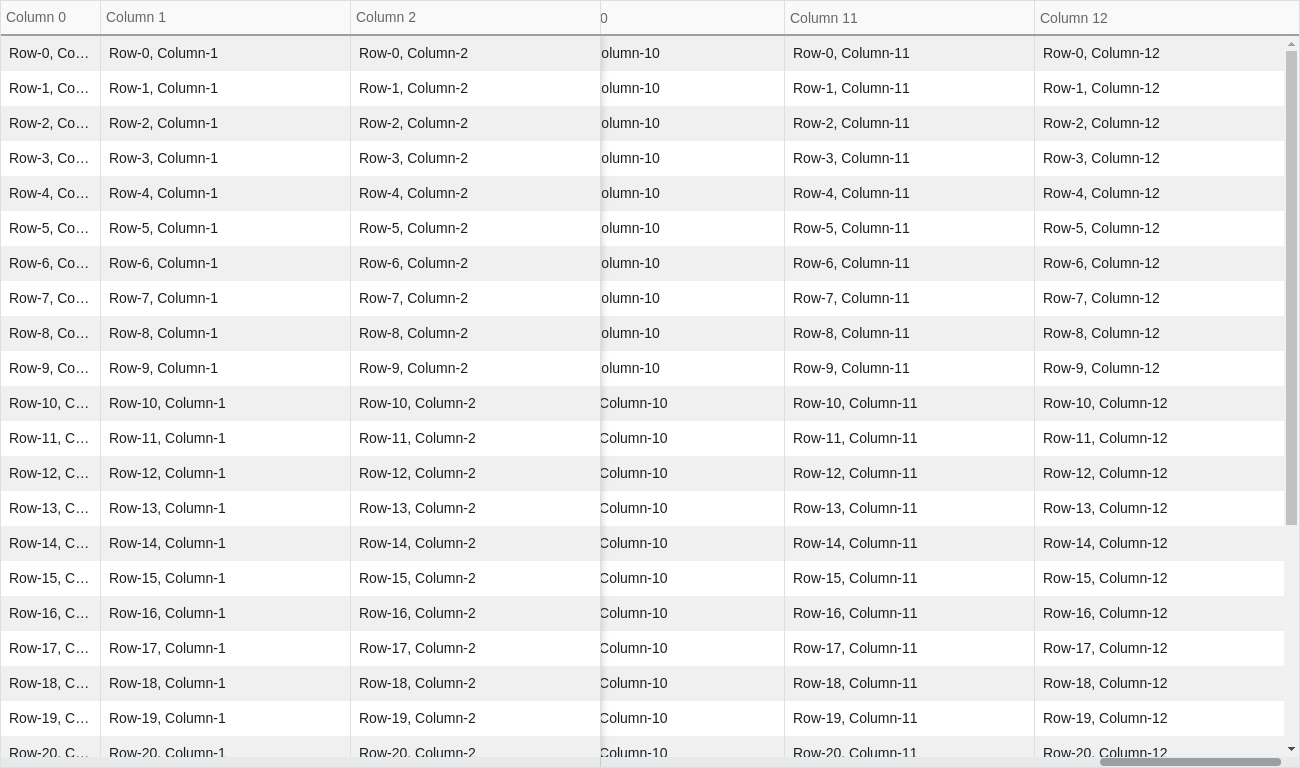 Column 0 Column 1 Column 2 0 Column 11 Column 12
Row-0, Co… Row-0, Column-1 Row-0, Column-2 olumn-10 Row-0, Column-11 Row-0, Column-12
Row-1, Co… Row-1, Column-1 Row-1, Column-2 olumn-10 Row-1, Column-11 Row-1, Column-12
Row-2, Co… Row-2, Column-1 Row-2, Column-2 olumn-10 Row-2, Column-11 Row-2, Column-12
Row-3, Co… Row-3, Column-1 Row-3, Column-2 olumn-10 Row-3, Column-11 Row-3, Column-12
Row-4, Co… Row-4, Column-1 Row-4, Column-2 olumn-10 Row-4, Column-11 Row-4, Column-12
Row-5, Co… Row-5, Column-1 Row-5, Column-2 olumn-10 Row-5, Column-11 Row-5, Column-12
Row-6, Co… Row-6, Column-1 Row-6, Column-2 olumn-10 Row-6, Column-11 Row-6, Column-12
Row-7, Co… Row-7, Column-1 Row-7, Column-2 olumn-10 Row-7, Column-11 Row-7, Column-12
Row-8, Co… Row-8, Column-1 Row-8, Column-2 olumn-10 Row-8, Column-11 Row-8, Column-12
Row-9, Co… Row-9, Column-1 Row-9, Column-2 olumn-10 Row-9, Column-11 Row-9, Column-12
Row-10, C… Row-10, Column-1 Row-10, Column-2 Column-10 Row-10, Column-11 Row-10, Column-12
Row-11, C… Row-11, Column-1 Row-11, Column-2 Column-10 Row-11, Column-11 Row-11, Column-12
Row-12, C… Row-12, Column-1 Row-12, Column-2 Column-10 Row-12, Column-11 Row-12, Column-12
Row-13, C… Row-13, Column-1 Row-13, Column-2 Column-10 Row-13, Column-11 Row-13, Column-12
Row-14, C… Row-14, Column-1 Row-14, Column-2 Column-10 Row-14, Column-11 Row-14, Column-12
Row-15, C… Row-15, Column-1 Row-15, Column-2 Column-10 Row-15, Column-11 Row-15, Column-12
Row-16, C… Row-16, Column-1 Row-16, Column-2 Column-10 Row-16, Column-11 Row-16, Column-12
Row-17, C… Row-17, Column-1 Row-17, Column-2 Column-10 Row-17, Column-11 Row-17, Column-12
Row-18, C… Row-18, Column-1 Row-18, Column-2 Column-10 Row-18, Column-11 Row-18, Column-12
Row-19, C… Row-19, Column-1 Row-19, Column-2 Column-10 Row-19, Column-11 Row-19, Column-12
Row-20, C… Row-20, Column-1 Row-20, Column-2 Column-10 Row-20, Column-11 Row-20, Column-12